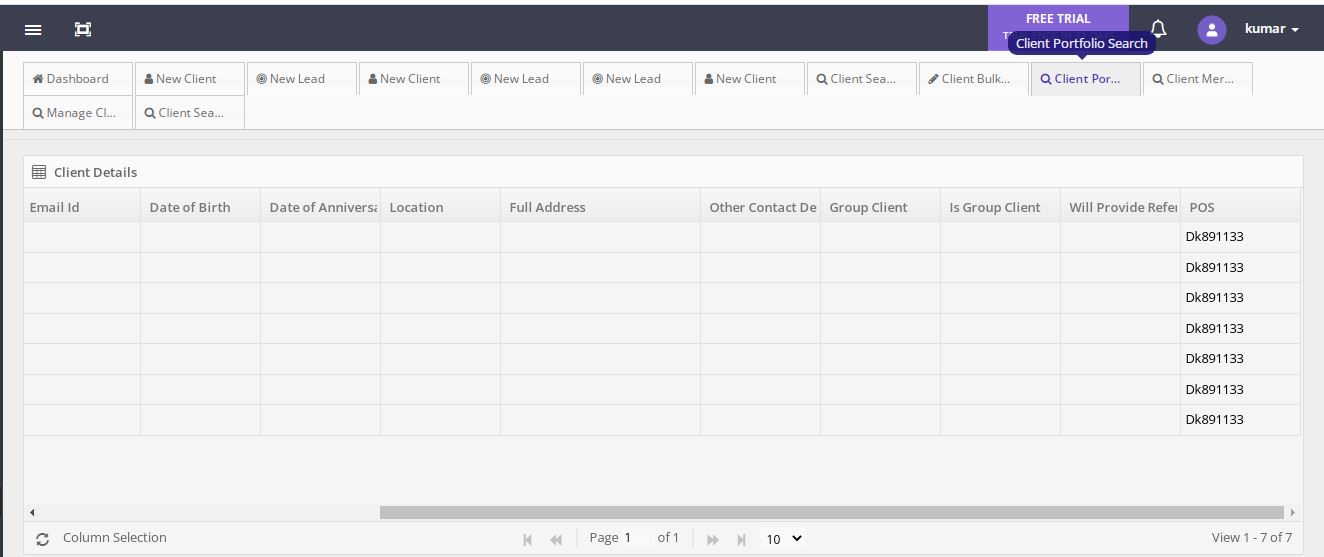 FREE TRIAL
kumar
Client Portfolio Search
Dashboard New Client New Lead New Client New Lead New Lead New Client Client Sea... Client Bulk... Client Por... Client Mer...
Manage Cl... Client Sea...
Client Details
Email Id Date of Birth Date of Anniversa Location Full Address Other Contact De Group Client Is Group Client Will Provide Refer POS
Dk891133
Dk891133
Dk891133
Dk891133
Dk891133
Dk891133
Dk891133
Column Selection Page 1 of 1 10 View 1 - 7 of 7